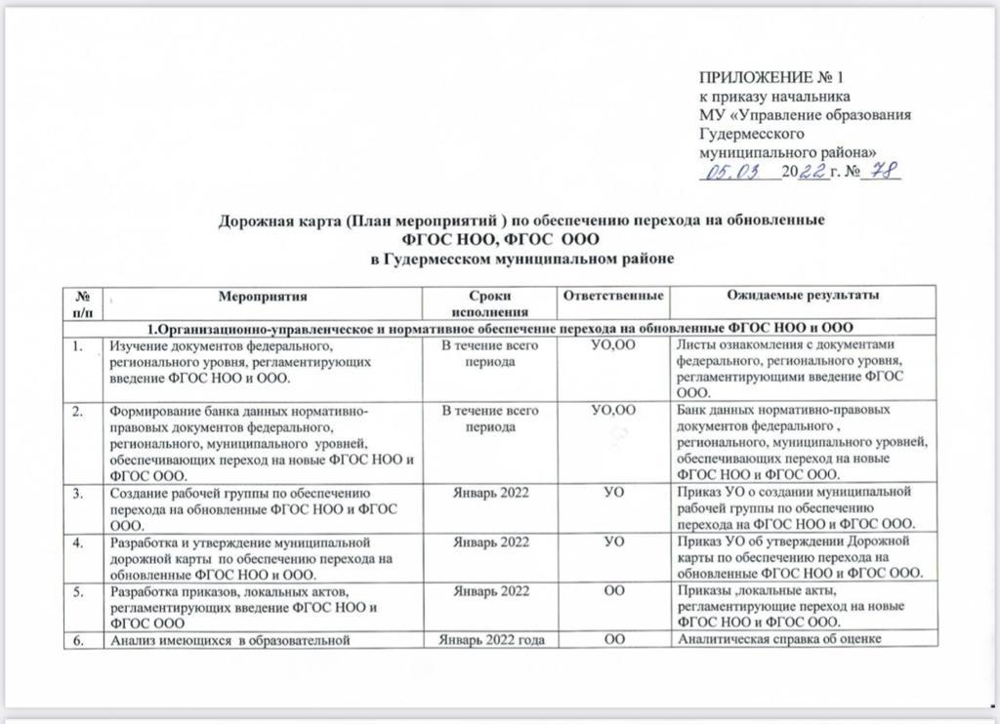 ПРИЛОЖЕНИЕ № 1
к приказу начальника
МУ «Управление образования
Гудермесского
муниципального района»
05.03 2022 г. № 78
Дорожная карта (План мероприятий ) по обеспечению перехода на обновленные
ФГОС НОО, ФГОС ООО
в Гудермесском муниципальном районе
№ Мероприятия Сроки Ответственные Ожидаемые результаты
п/п исполнения
1.Организационно-управленческое и нормативное обеспечение перехода на обновленные ФГОС НОО и ООО
1. Изучение документов федерального, В течение всего УО,ОО Листы ознакомления с документами
регионального уровня, регламентирующих периода федерального, регионального уровня,
введение ФГОС НОО и ООО. регламентирующими введение ФГОС
ООО.
2. Формирование банка данных нормативно- В течение всего УО,ОО Банк данных нормативно-правовых
правовых документов федерального, периода документов федерального ,
регионального, муниципального уровней, регионального, муниципального уровней,
обеспечивающих переход на новые ФГОС НОО и обеспечивающих переход на новые
ФГОС ООО. ФГОС НОО и ФГОС ООО.
3. Создание рабочей группы по обеспечению Январь 2022 УО Приказ УО о создании муниципальной
перехода на обновленные ФГОС НОО и ФГОС рабочей группы по обеспечению
ООО. перехода на ФГОС НОО и ФГОС ООО.
4. Разработка и утверждение муниципальной Январь 2022 УО Приказ УО об утверждении Дорожной
дорожной карты по обеспечению перехода на карты по обеспечению перехода на
обновленные ФГОС НОО и ООО. обновленные ФГОС НОО и ФГОС ООО.
5. Разработка приказов, локальных актов, Январь 2022 ОО Приказы ,локальные акты,
регламентирующих введение ФГОС НОО и регламентирующие переход на новые
ФГОС ООО ФГОС НОО и ФГОС ООО.
6. Анализ имеющихся в образовательной Январь 2022 года ОО Аналитическая справка об оценке